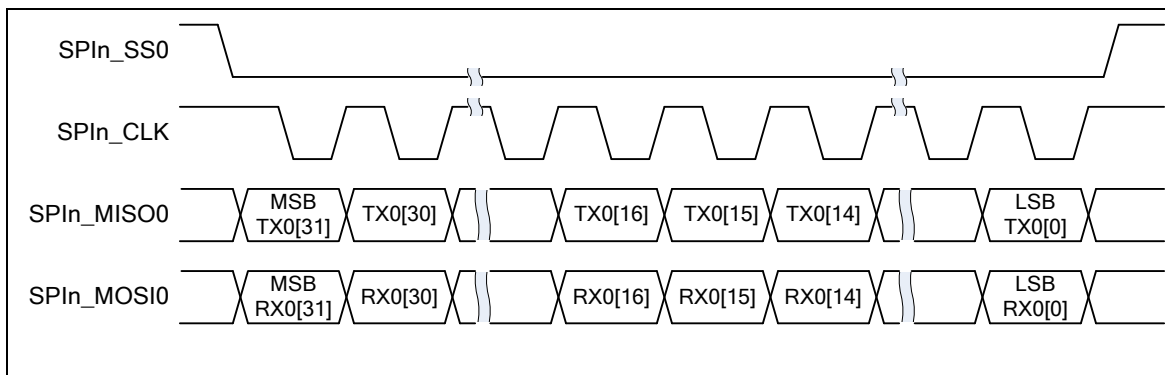 SPIn_SS0
SPIn_CLK
SPIn_MISO0
MSB
TX0[31]
TX0[30]
TX0[16]
TX0[15]
TX0[14]
LSB
TX0[0]
SPIn_MOSI0
MSB
RX0[31]
RX0[30]
RX0[16]
RX0[15]
RX0[14]
LSB
RX0[0]